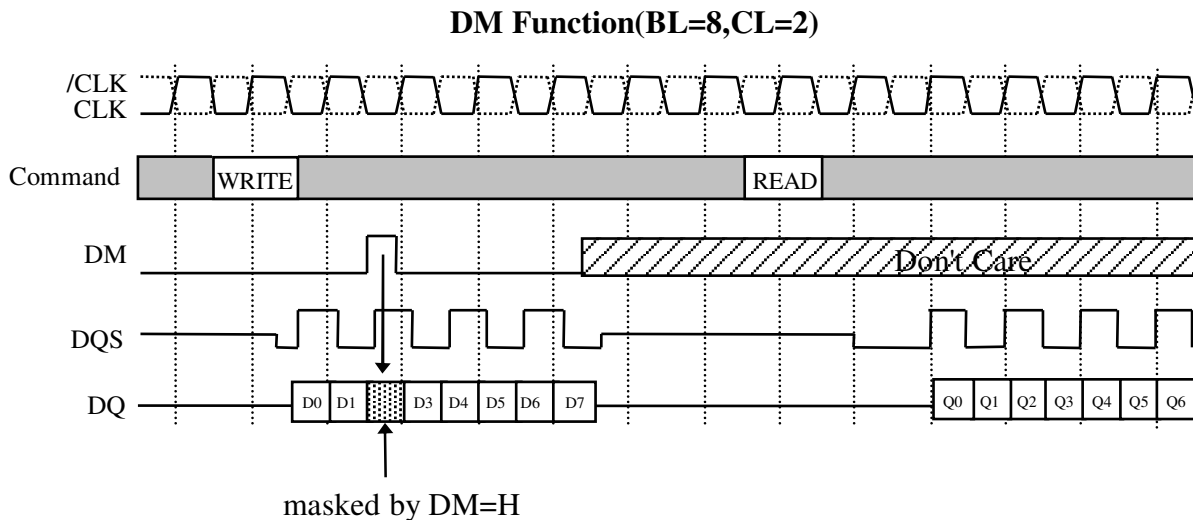 DM Function(BL=8,CL=2)
/CLK
CLK
Command
WRITE
READ
DM
Don't Care
DQS
DQ
D0 D1 D3 D4 D5 D6 D7
Q0 Q1 Q2 Q3 Q4 Q5 Q6
masked by DM=H